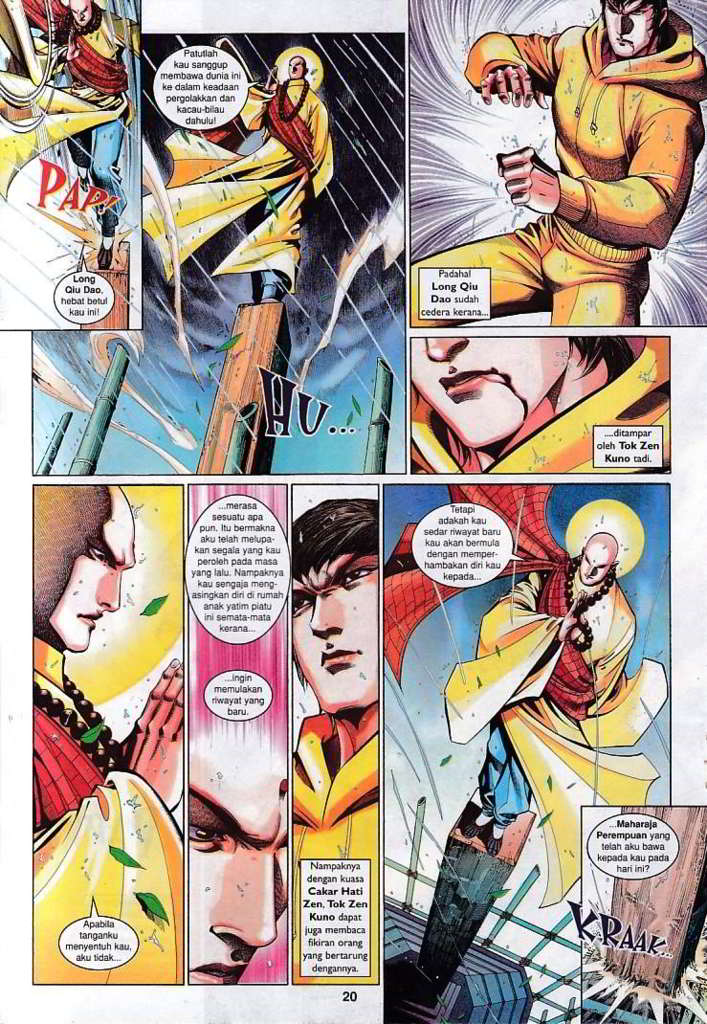 PAP!
Long
Qiu Dao,
hebat betul
kau ini!
Patutlah
kau sanggup
membawa dunia ini
ke dalam keadaan
pergolakkan dan
kacau-bilau
dahulu!
HU...
Padahal
Long Qiu
Dao sudah
cedera kerana...
....ditampar
oleh Tok Zen
Kuno tadi.
Apabila
tanganku
menyentuh kau,
aku tidak...
...merasa
sesuatu apa
pun. Itu bermakna
aku telah melupa-
kan segala yang kau
peroleh pada masa
yang lalu. Nampaknya
kau sengaja meng-
asingkan diri di rumah
anak yatim piatu
ini semata-mata
kerana...
...ingin
memulakan
riwayat yang
baru.
Nampaknya
dengan kuasa
Cakar Hati
Zen, Tok Zen
Kuno dapat
juga membaca
fikiran orang
yang bertarung
dengannya.
Tetapi
adakah kau
sedar riwayat baru
kau akan bermula
dengan memper-
hambakan diri kau
kepada...
...Maharaja
Perempuan yang
telah aku bawa
kepada kau pada
hari ini?
KRAAK...
20